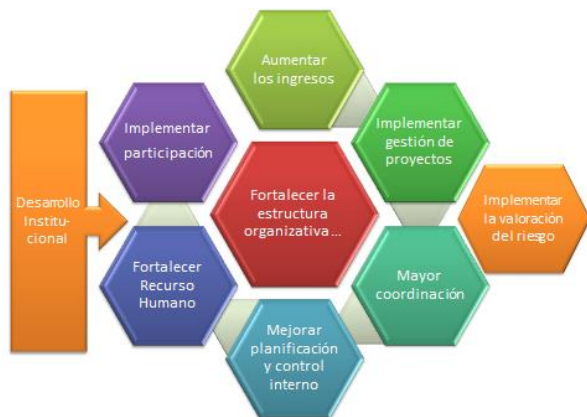 Aumentar
los ingresos
Implementar
participación
Implementar
gestión de
proyectos
Desarrollo
Institu-
cional
Fortalecer la
estructura
organizativa...
Implementar
la valoración
del riesgo
Fortalecer
Recurso
Humano
Mayor
coordinación
Mejorar
planificación
y control
interno